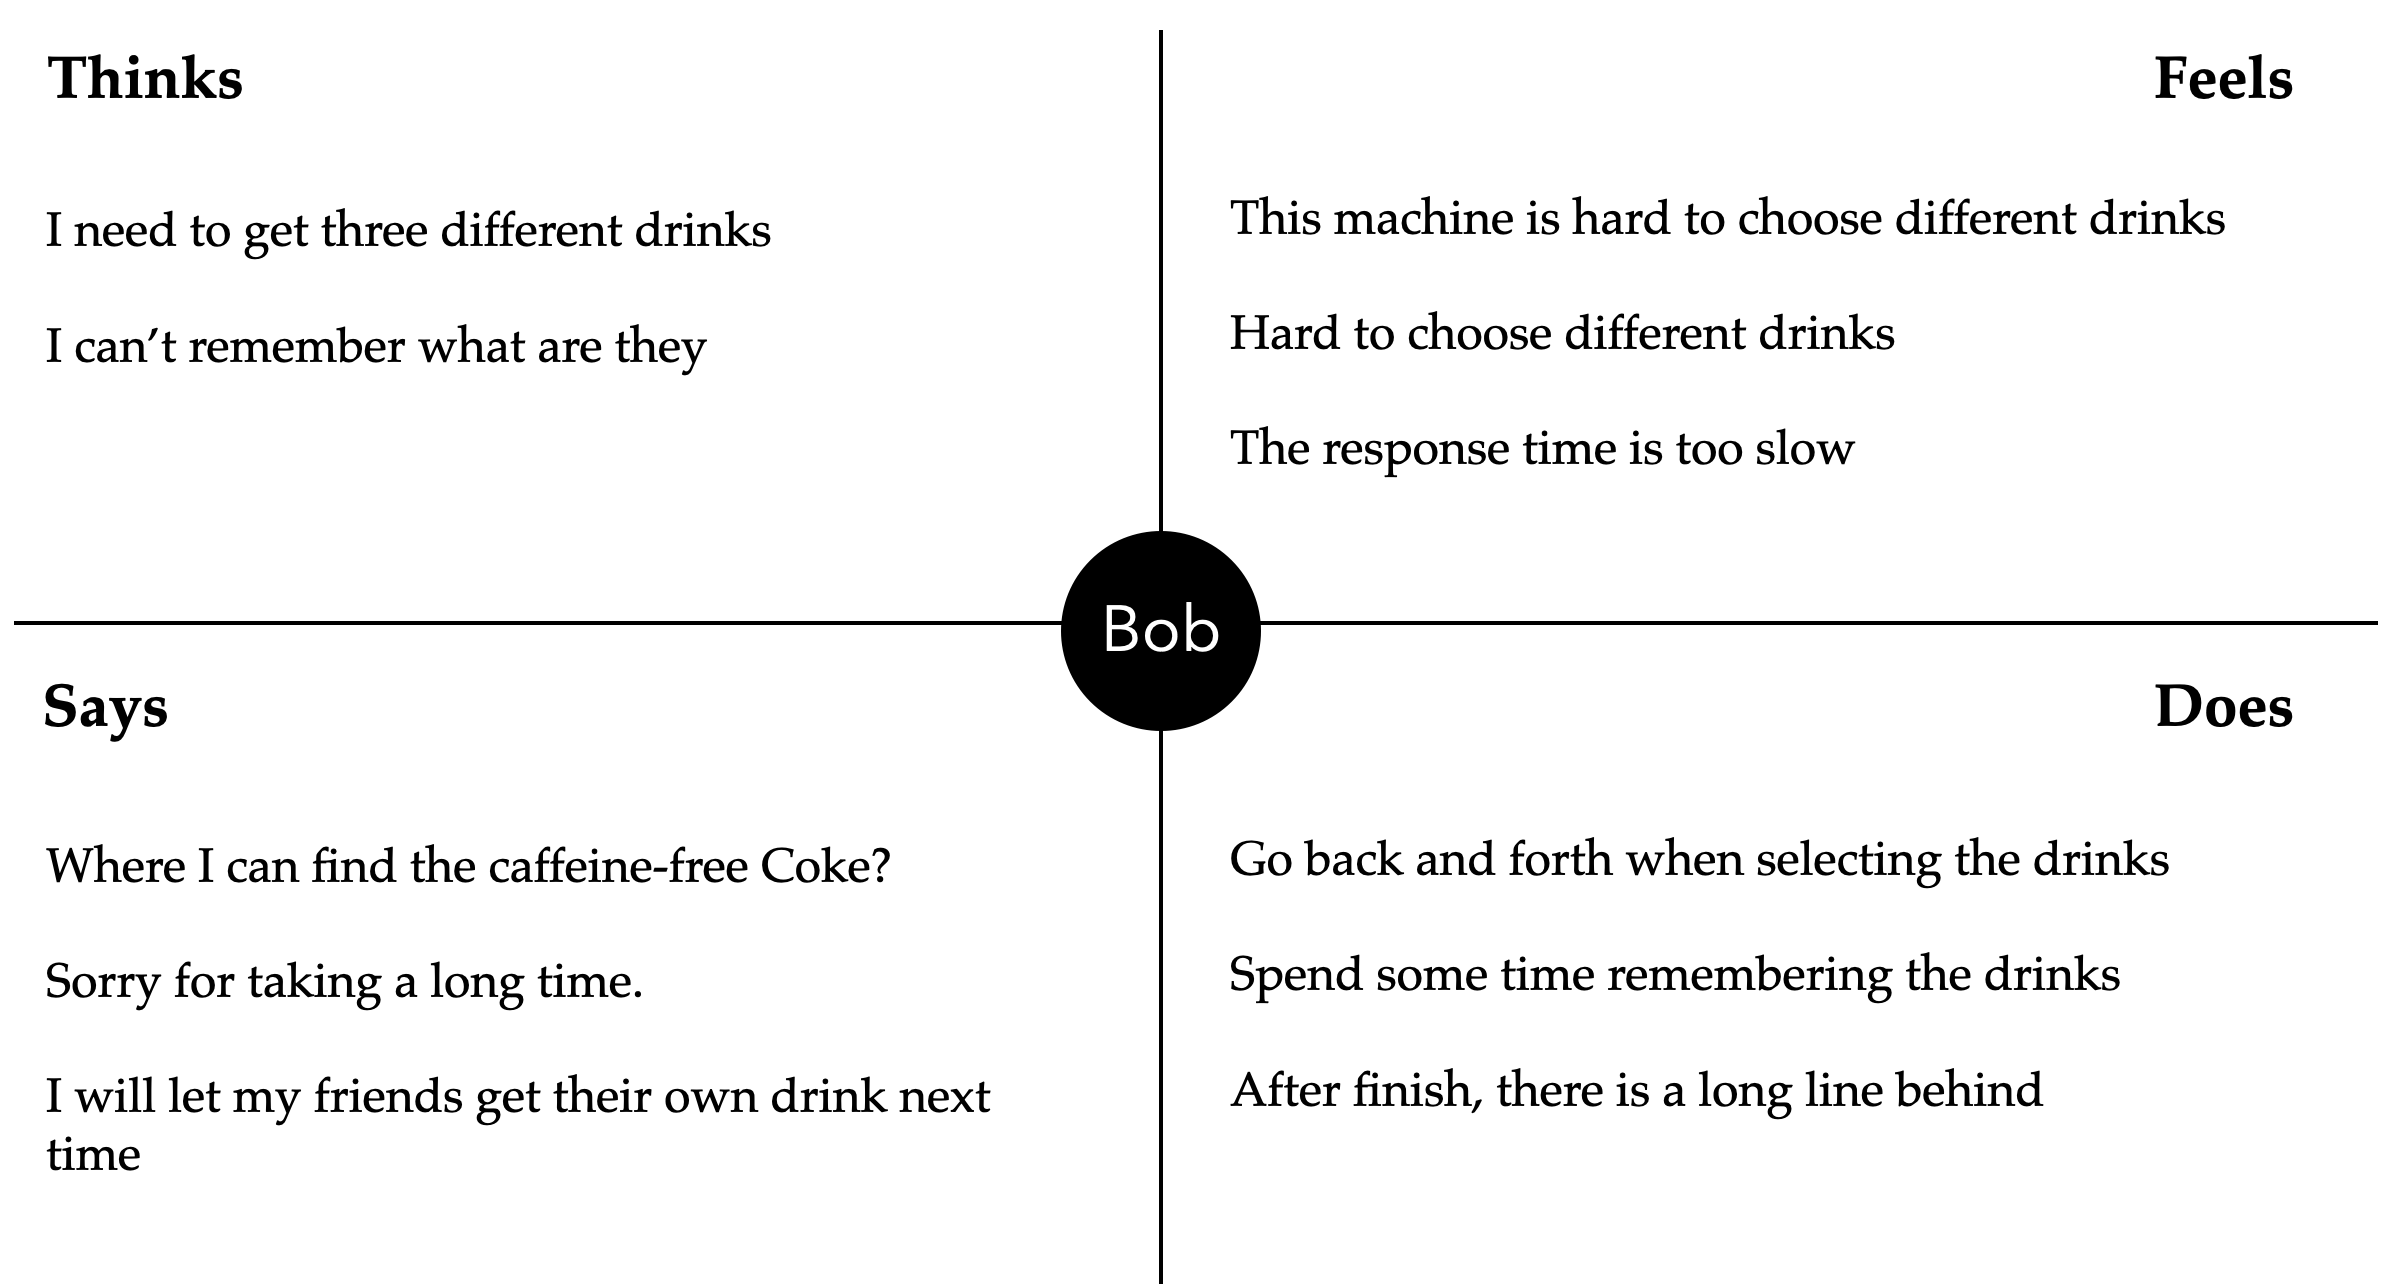 Thinks
I need to get three different drinks
I can’t remember what are they
Feels
This machine is hard to choose different drinks
Hard to choose different drinks
The response time is too slow
Bob
Says
Where I can find the caffeine-free Coke?
Sorry for taking a long time.
I will let my friends get their own drink next
time
Does
Go back and forth when selecting the drinks
Spend some time remembering the drinks
After finish, there is a long line behind